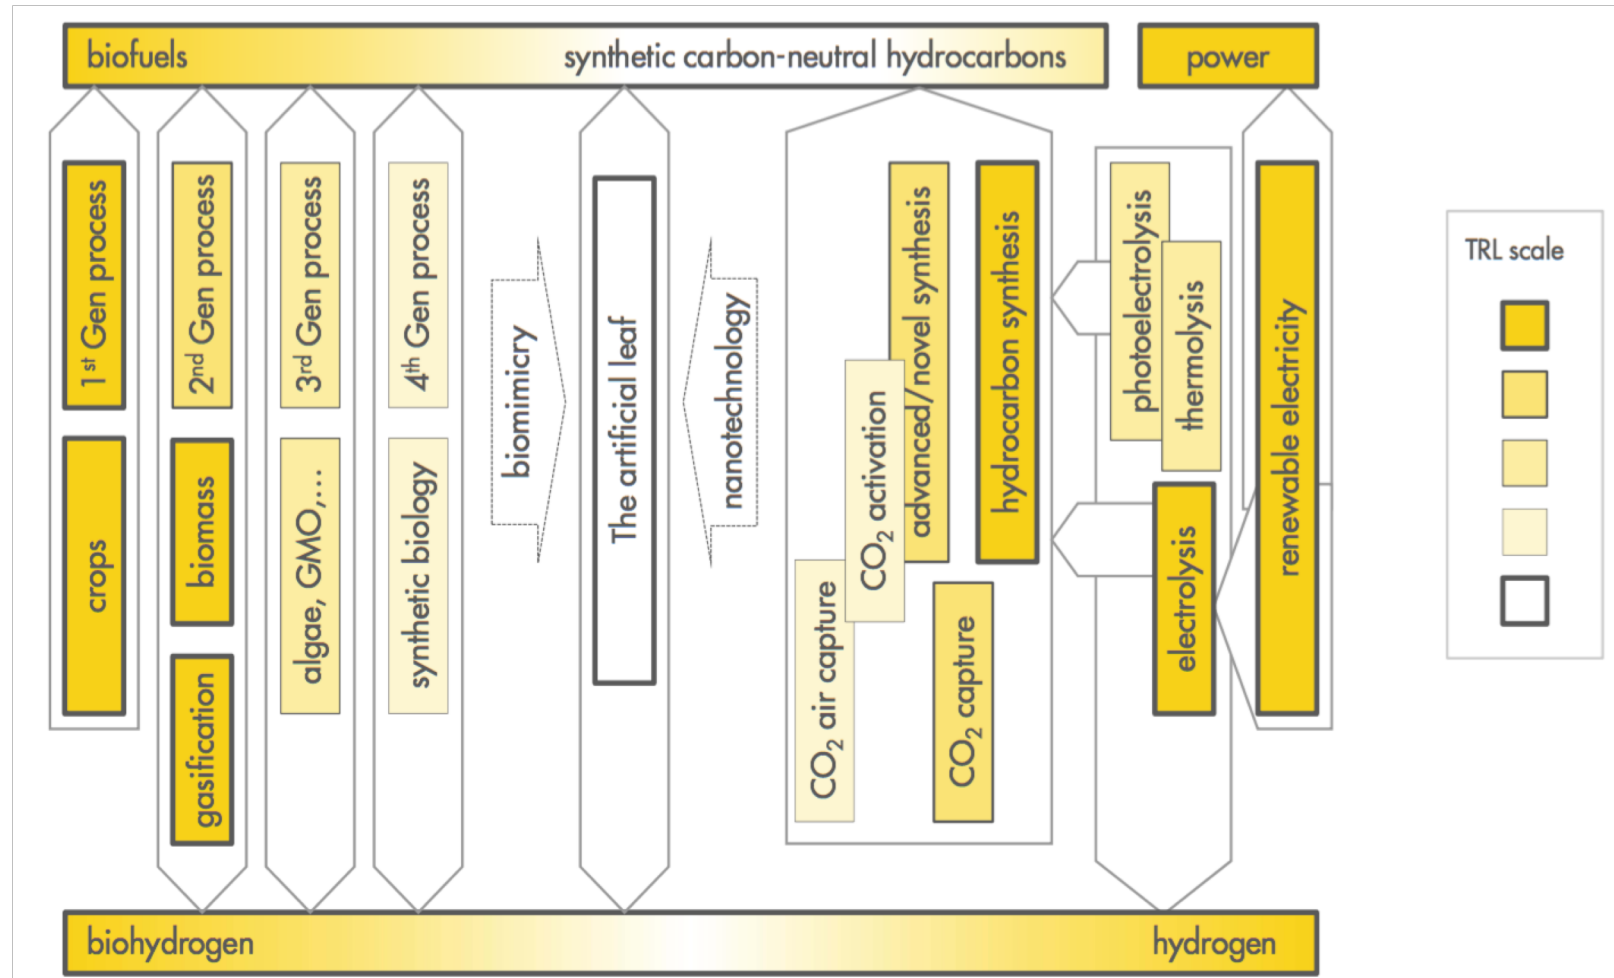 biofuels
synthetic carbon-neutral hydrocarbons
power
1st Gen process
crops
2nd Gen process
biomass
gasification
3rd Gen process
algae, GMO,...
4th Gen process
synthetic biology
biomimicry
The artificial leaf
nanotechnology
CO2 air capture
CO2 activation
advanced/novel synthesis
CO2 capture
hydrocarbon synthesis
photoelectrolysis
thermolysis
electrolysis
renewable electricity
TRL scale
biohydrogen
hydrogen